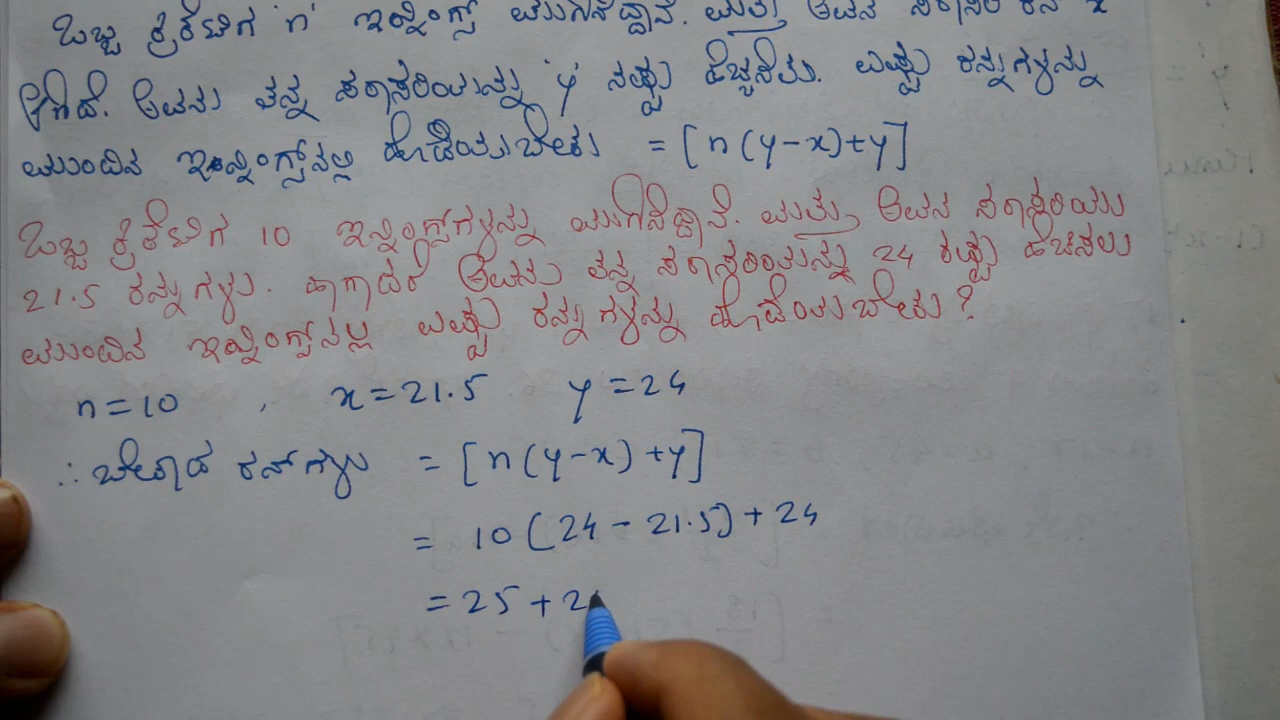 ಒಬ್ಬ ಕ್ರಿಕೆಟಿಗ 'n' ಇನ್ನಿಂಗ್ಸ್ ಮುಗಿಸಿದ್ದಾನೆ. ಮತ್ತು ಅವನ ಸರಾಸರಿ ರನ್ x
ಆಗಿದೆ. ಅವನು ತನ್ನ ಸರಾಸರಿಯನ್ನು 'y' ನಷ್ಟು ಹೆಚ್ಚಿಸಲು. ಎಷ್ಟು ರನ್ನುಗಳನ್ನು
ಮುಂದಿನ ಇನ್ನಿಂಗ್ಸ್‌ನಲ್ಲಿ ಹೊಡೆಯಬೇಕು = [n(y-x)+y]
ಒಬ್ಬ ಕ್ರಿಕೆಟಿಗ 10 ಇನ್ನಿಂಗ್ಸ್‌ಗಳನ್ನು ಮುಗಿಸಿದ್ದಾನೆ. ಮತ್ತು ಅವನ ಸರಾಸರಿಯು
21.5 ರನ್ನುಗಳು. ಹಾಗಾದರೆ ಅವನು ತನ್ನ ಸರಾಸರಿಯನ್ನು 24 ರಷ್ಟು ಹೆಚಿಸಲು
ಮುಂದಿನ ಇನ್ನಿಂಗ್ಸ್‌ನಲ್ಲಿ ಎಷ್ಟು ರನ್ನುಗಳನ್ನು ಹೊಡೆಯಬೇಕು?
n=10 , x=21.5 y=24
∴ ಬೇಕಾದ ರನ್‌ಗಳು = [n(y-x)+y]
= 10(24-21.5)+24
= 25+2